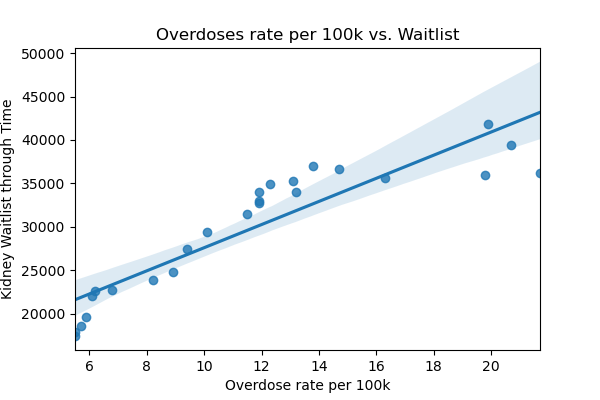 Overdoses rate per 100k vs. Waitlist
Kidney Waitlist through Time
50000
45000
40000
35000
30000
25000
20000
6 8 10 12 14 16 18 20
Overdose rate per 100k